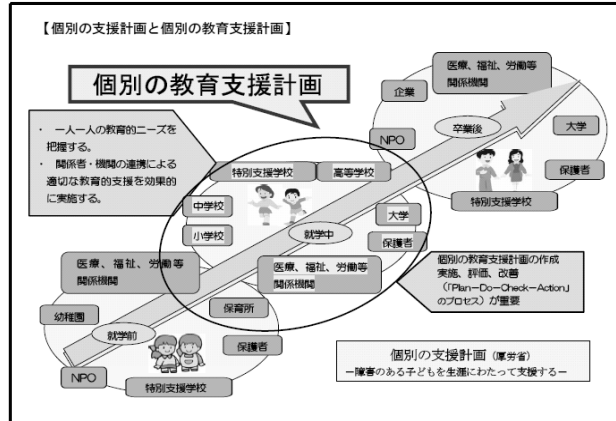 【個別の支援計画と個別の教育支援計画】
個別の教育支援計画
・ 一人一人の教育的ニーズを
把握する。
・ 関係者・機関の連携による
適切な教育的支援を効果的
に実施する。
医療、福祉、労働等
関係機関
企業
大学
NPO
卒業後
保護者
特別支援学校
特別支援学校
高等学校
中学校
小学校
就学中
大学
保護者
医療、福祉、労働等
関係機関
医療、福祉、労働等
関係機関
幼稚園
保育所
就学前
保護者
NPO
特別支援学校
個別の教育支援計画の作成
実施、評価、改善
(「Plan−Do−Check−Action」
のプロセス)が重要
個別の支援計画(厚労省)
−障害のある子どもを生涯にわたって支援する−